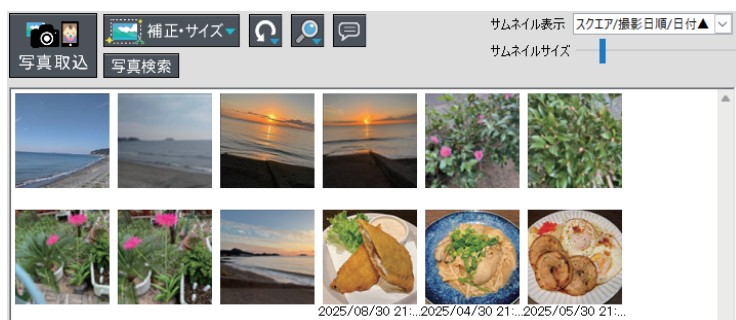 写真取込
補正・サイズ
写真検索
サムネイル表示 スクエア/撮影日順/日付▲
サムネイルサイズ
2025/08/30 21:...2025/04/30 21:...2025/05/30 21:...